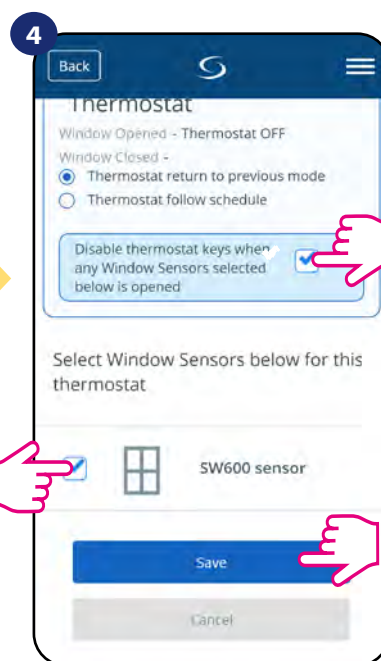 4
Back
Thermostat
Window Opened - Thermostat OFF
Window Closed -
Thermostat return to previous mode
Thermostat follow schedule
Disable thermostat keys when
any Window Sensors selected
below is opened
Select Window Sensors below for this
thermostat
SW600 sensor
Save
Cancel